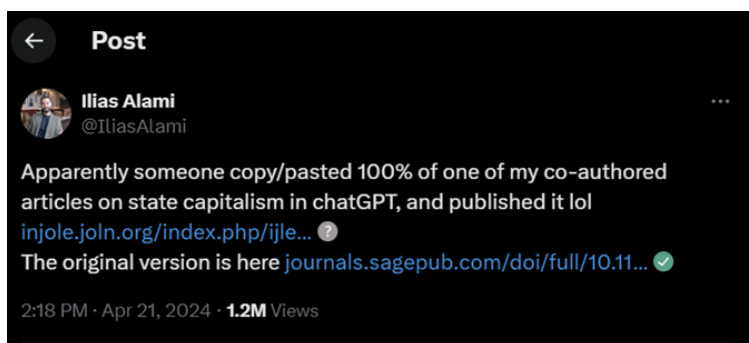 Post
Ilias Alami
@IliasAlami
Apparently someone copy/pasted 100% of one of my co-authored
articles on state capitalism in chatGPT, and published it lol
injole.joln.org/index.php/ijle... ?
The original version is here journals.sagepub.com/doi/full/10.11...
2:18 PM · Apr 21, 2024 · 1.2M Views